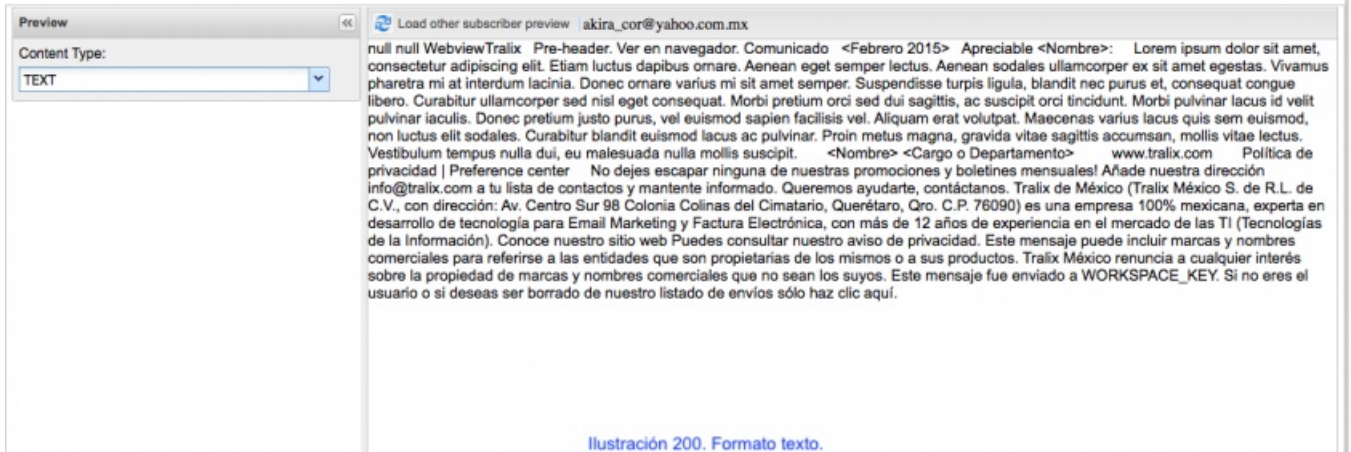 Preview
Content Type:
TEXT
Load other subscriber preview akira_cor@yahoo.com.mx
null null WebviewTralix Pre-header. Ver en navegador. Comunicado <Febrero 2015> Apreciable <Nombre>: Lorem ipsum dolor sit amet,
consectetur adipiscing elit. Etiam luctus dapibus ornare. Aenean eget semper lectus. Aenean sodales ullamcorper ex sit amet egestas. Vivamus
pharetra mi at interdum lacinia. Donec ornare varius mi sit amet semper. Suspendisse turpis ligula, blandit nec purus et, consequat congue
libero. Curabitur ullamcorper sed nisl eget consequat. Morbi pretium orci sed dui sagittis, ac suscipit orci tincidunt. Morbi pulvinar lacus id velit
pulvinar iaculis. Donec pretium justo purus, vel euismod sapien facilisis vel. Aliquam erat volutpat. Maecenas varius lacus quis sem euismod,
non luctus elit sodales. Curabitur blandit euismod lacus ac pulvinar. Proin metus magna, gravida vitae sagittis accumsan, mollis vitae lectus.
Vestibulum tempus nulla dui, eu malesuada nulla mollis suscipit. <Nombre> <Cargo o Departamento> www.tralix.com Política de
privacidad | Preference center No dejes escapar ninguna de nuestras promociones y boletines mensuales! Añade nuestra dirección
info@tralix.com a tu lista de contactos y mantente informado. Queremos ayudarte, contáctanos. Tralix de México (Tralix México S. de R.L. de
C.V., con dirección: Av. Centro Sur 98 Colonia Colinas del Cimatario, Querétaro, Qro. C.P. 76090) es una empresa 100% mexicana, experta en
desarrollo de tecnología para Email Marketing y Factura Electrónica, con más de 12 años de experiencia en el mercado de las TI (Tecnologías
de la Información). Conoce nuestro sitio web Puedes consultar nuestro aviso de privacidad. Este mensaje puede incluir marcas y nombres
comerciales para referirse a las entidades que son propietarias de los mismos o a sus productos. Tralix México renuncia a cualquier interés
sobre la propiedad de marcas y nombres comerciales que no sean los suyos. Este mensaje fue enviado a WORKSPACE_KEY. Si no eres el
usuario o si deseas ser borrado de nuestro listado de envíos sólo haz clic aquí.
Ilustración 200. Formato texto.